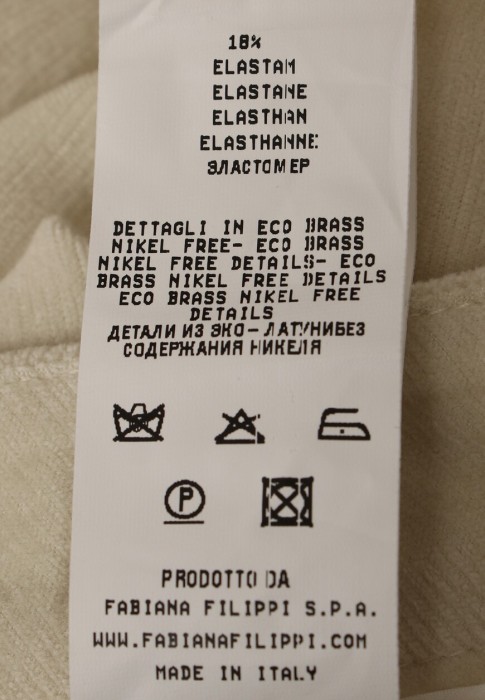 18%
ELASTAM
ELASTANE
ELASTHAN
ELASTHANNE
ЭЛАСТОМЕР
DETTAGLI IN ECO BRASS
NIKEL FREE- ECO BRASS
NIKEL FREE DETAILS- ECO
BRASS NIKEL FREE DETAILS
ECO BRASS NIKEL FREE
DETAILS
ДЕТАЛИ ИЗ ЭКО-ЛАТУНИБЕЗ
СОДЕРЖАНИЯ НИКЕЛЯ
P
PRODOTTO DA
FABIANA FILIPPI S.P.A.
WWW.FABIANAFILIPPI.COM
MADE IN ITALY